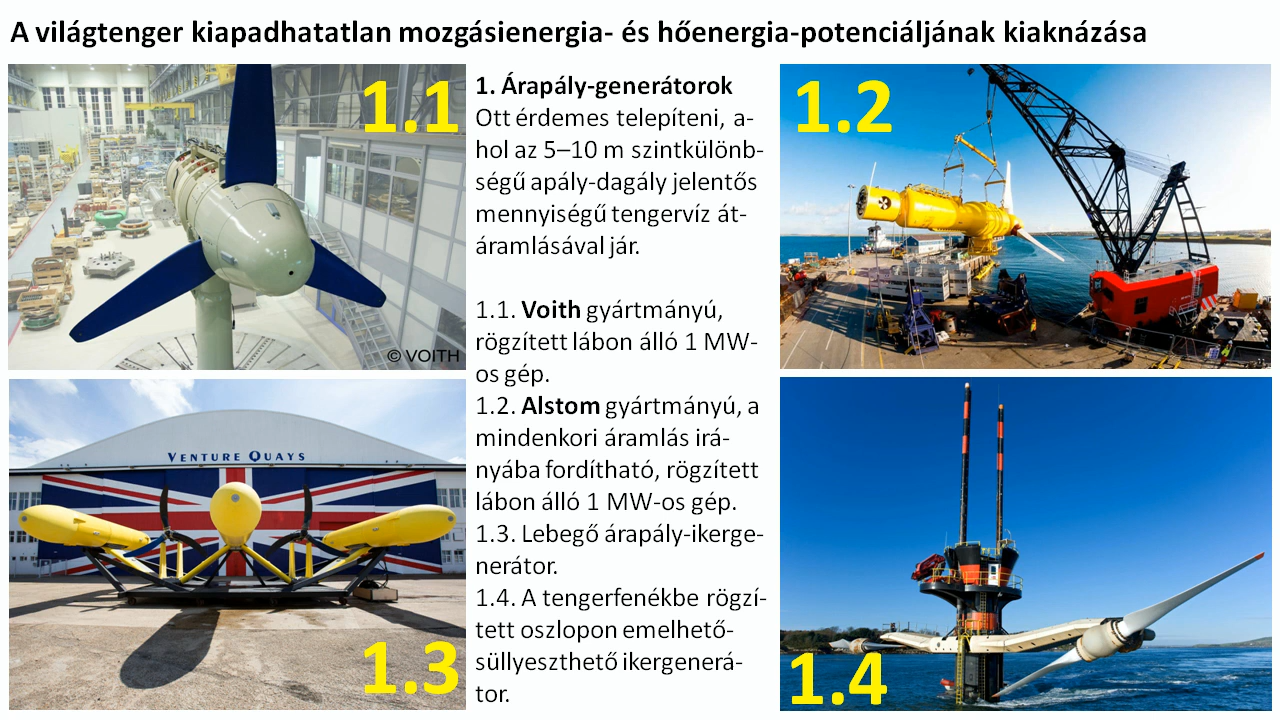 A világtenger kiapadhatatlan mozgásienergia- és hőenergia-potenciáljának kiaknázása
1.1
© VOITH
1. Árapály-generátorok
Ott érdemes telepíteni, a-
hol az 5–10 m szintkülönb-
ségű apály-dagály jelentős
mennyiségű tengervíz át-
áramlásával jár.
1.1. Voith gyártmányú,
rögzített lábon álló 1 MW-
os gép.
1.2. Alstom gyártmányú, a
mindenkori áramlás irá-
nyába fordítható, rögzített
lábon álló 1 MW-os gép.
1.3. Lebegő árapály-ikerge-
nerátor.
1.4. A tengerfenékbe rögzí-
tett oszlopon emelhető-
süllyeszthető ikergenerá-
tor.
1.2
VENTURE QUAYS
1.3
1.4